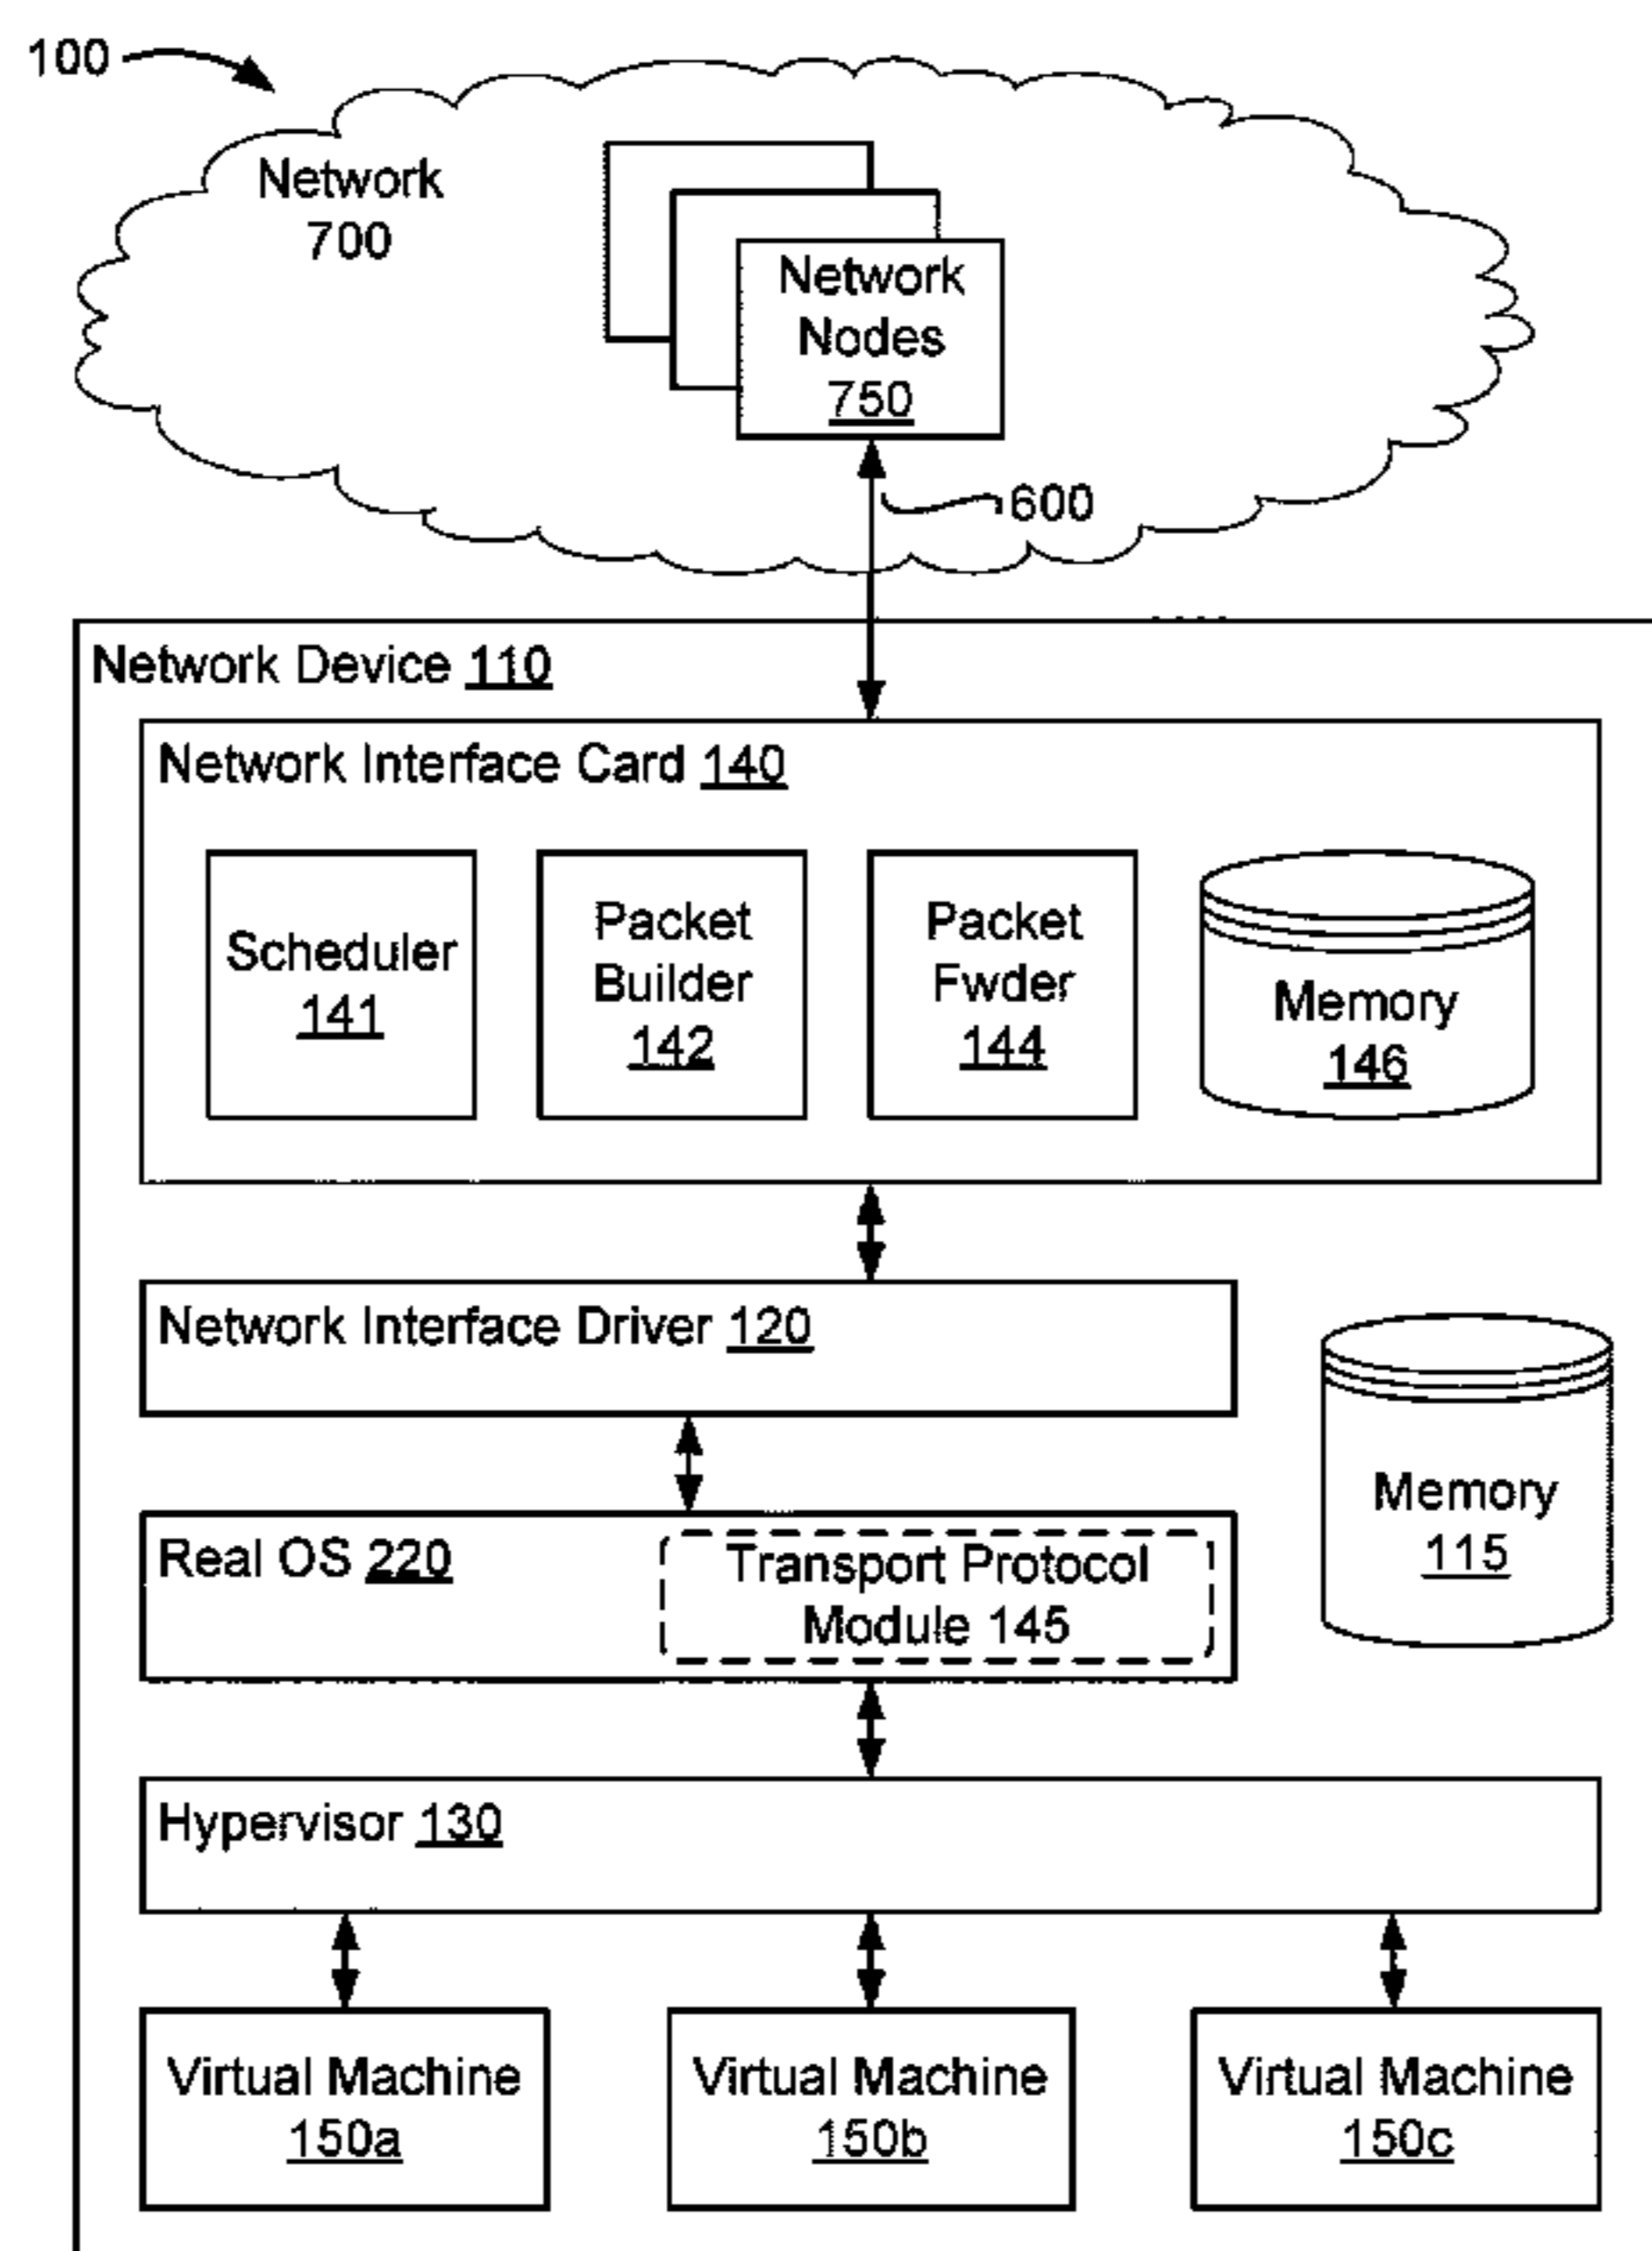 100
Network
700
Network
Nodes
750
600
Network Device 110
Network Interface Card 140
Scheduler
141
Packet
Builder
142
Packet
Fwder
144
Memory
146
Network Interface Driver 120
Memory
115
Real OS 220
Transport Protocol
Module 145
Hypervisor 130
Virtual Machine
150a
Virtual Machine
150b
Virtual Machine
150c